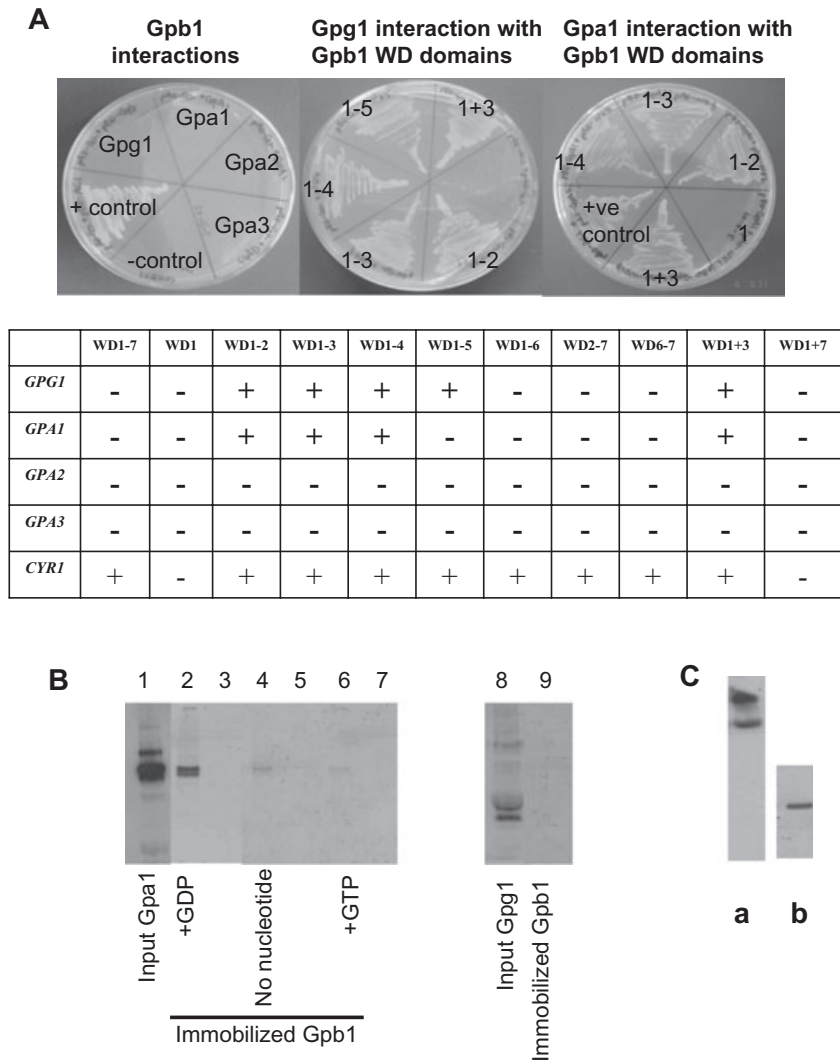 A
Gpb1
interactions
Gpg1 interaction with
Gpb1 WD domains
Gpa1 interaction with
Gpb1 WD domains
Gpg1
Gpa1
Gpa2
+ control
Gpa3
-control
1-5
1+3
1-4
1-3
1-2
1-3
1-4
1-2
+ve
control
1
1+3
WD1-7 WD1 WD1-2 WD1-3 WD1-4 WD1-5 WD1-6 WD2-7 WD6-7 WD1+3 WD1+7
GPG1 - - + + + + - - - + -
GPA1 - - + + + - - - - + -
GPA2 - - - - - - - - - - -
GPA3 - - - - - - - - - - -
CYR1 + - + + + + + + + + -
B
1 2 3 4 5 6 7 8 9
Input Gpa1
+GDP
No nucleotide
+GTP
Immobilized Gpb1
Input Gpg1
Immobilized Gpb1
C
a
b